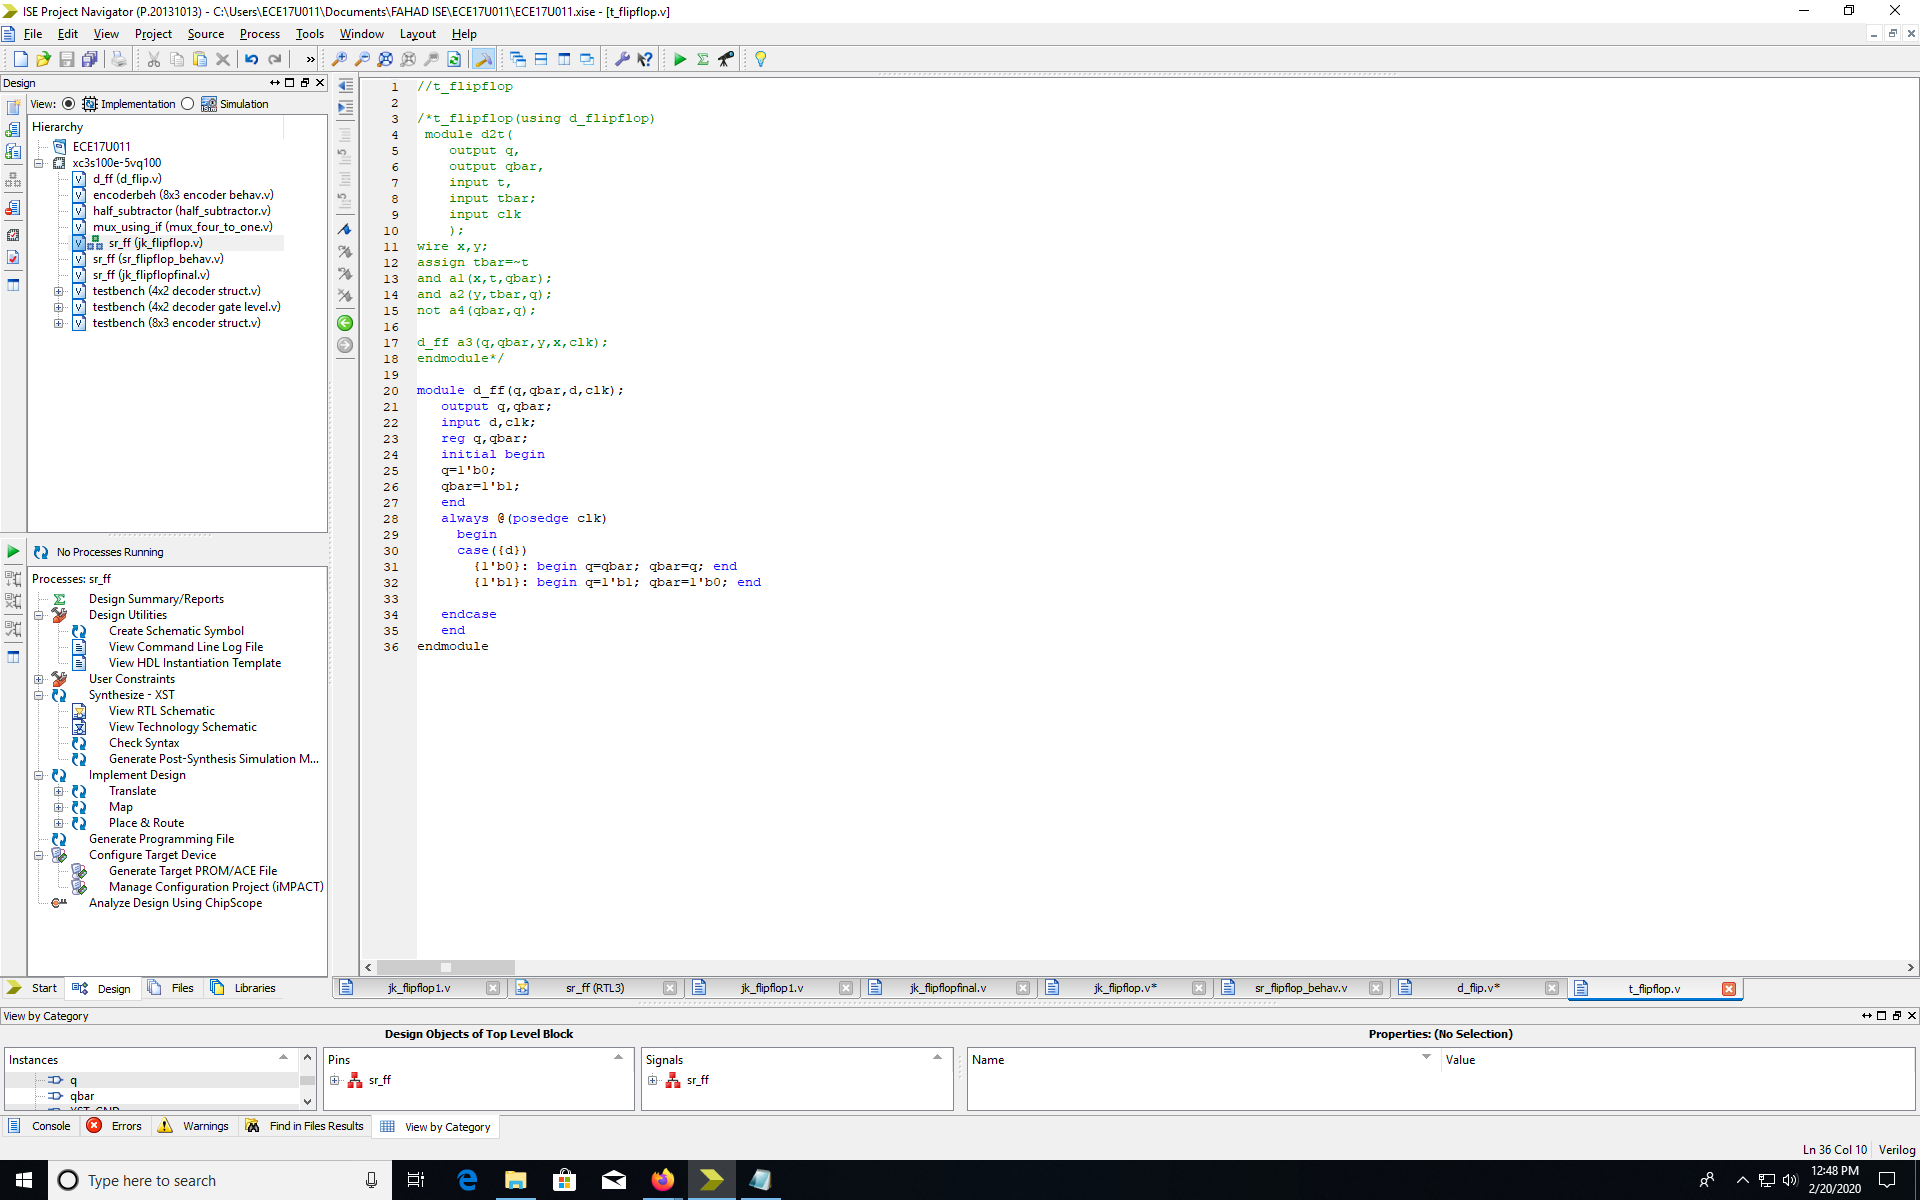 ISE Project Navigator (P.20131013) - C:\Users\ECE17U011\Documents\FAHAD ISE\ECE17U011\ECE17U011.xise - [t_flipflop.v]
File Edit View Project Source Process Tools Window Layout Help
Design
View: Implementation Simulation
Hierarchy
ECE17U011
xc3s100e-5vq100
d_ff (d_flip.v)
encoderbeh (8x3 encoder behav.v)
half_subtractor (half_subtractor.v)
mux_using_if (mux_four_to_one.v)
sr_ff (jk_flipflop.v)
sr_ff (sr_flipflop_behav.v)
sr_ff (jk_flipflopfinal.v)
testbench (4x2 decoder struct.v)
testbench (4x2 decoder gate level.v)
testbench (8x3 encoder struct.v)
No Processes Running
Processes: sr_ff
Design Summary/Reports
Design Utilities
Create Schematic Symbol
View Command Line Log File
View HDL Instantiation Template
User Constraints
Synthesize - XST
View RTL Schematic
View Technology Schematic
Check Syntax
Generate Post-Synthesis Simulation M...
Implement Design
Translate
Map
Place & Route
Generate Programming File
Configure Target Device
Generate Target PROM/ACE File
Manage Configuration Project (iMPACT)
Analyze Design Using ChipScope
Start Design Files Libraries
1 //t_flipflop
2
3 /*t_flipflop(using d_flipflop)
4 module d2t(
5 output q,
6 output qbar,
7 input t,
8 input tbar;
9 input clk
10 );
11 wire x,y;
12 assign tbar=~t
13 and a1(x,t,qbar);
14 and a2(y,tbar,q);
15 not a4(qbar,q);
16
17 d_ff a3(q,qbar,y,x,clk);
18 endmodule*/
19
20 module d_ff(q,qbar,d,clk);
21 output q,qbar;
22 input d,clk;
23 reg q,qbar;
24 initial begin
25 q=1'b0;
26 qbar=1'b1;
27 end
28 always @(posedge clk)
29 begin
30 case({d})
31 {1'b0}: begin q=qbar; qbar=q; end
32 {1'b1}: begin q=1'b1; qbar=1'b0; end
33
34 endcase
35 end
36 endmodule
jk_flipflop1.v sr_ff (RTL3) jk_flipflop1.v jk_flipflopfinal.v jk_flipflop.v* sr_flipflop_behav.v d_flip.v* t_flipflop.v
View by Category
Design Objects of Top Level Block Properties: (No Selection)
Instances Pins Signals Name Value
q sr_ff sr_ff
qbar
XST_GND
Console Errors Warnings Find in Files Results View by Category
Ln 36 Col 10 Verilog
Type here to search
12:48 PM
2/20/2020